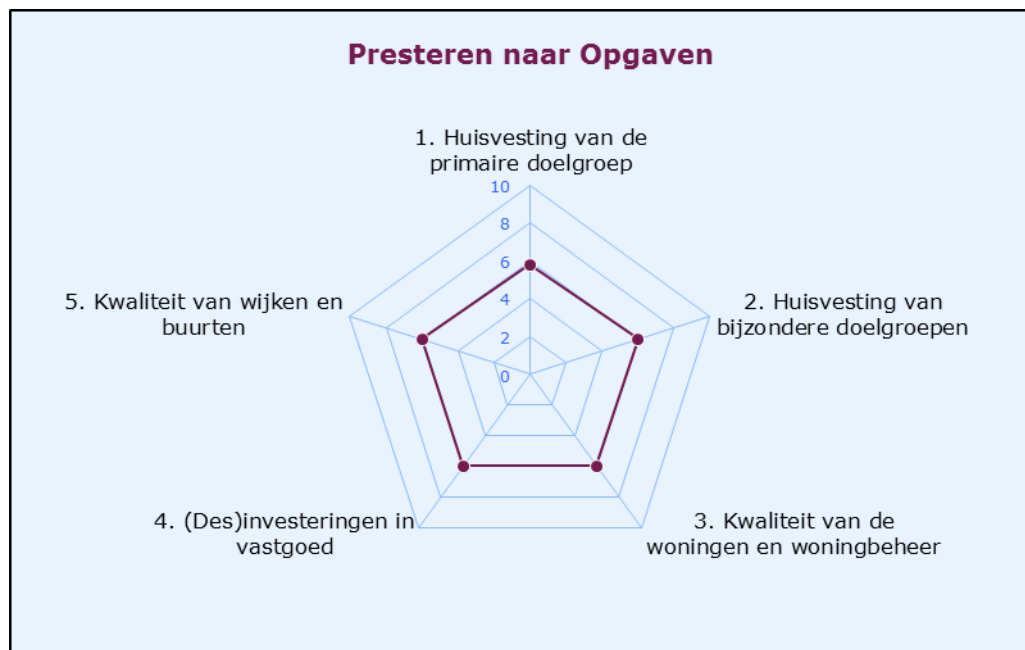 Presteren naar Opgaven
1. Huisvesting van de
primaire doelgroep
10
8
6
4
2
0
2. Huisvesting van
bijzondere doelgroepen
3. Kwaliteit van de
woningen en woningbeheer
4. (Des)investeringen in
vastgoed
5. Kwaliteit van wijken en
buurten